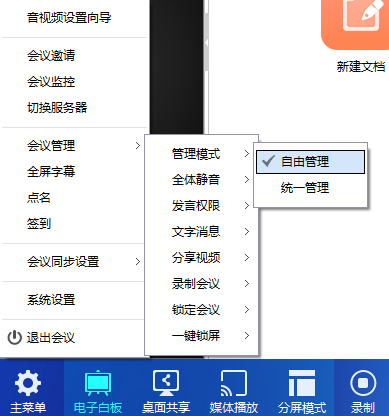 音视频设置向导
会议邀请
会议监控
切换服务器
会议管理
全屏字幕
点名
签到
会议同步设置
系统设置
退出会议
管理模式
全体静音
发言权限
文字消息
分享视频
录制会议
锁定会议
一键锁屏
自由管理
统一管理
新建文档
主菜单
电子白板
桌面共享
媒体播放
分屏模式
录制